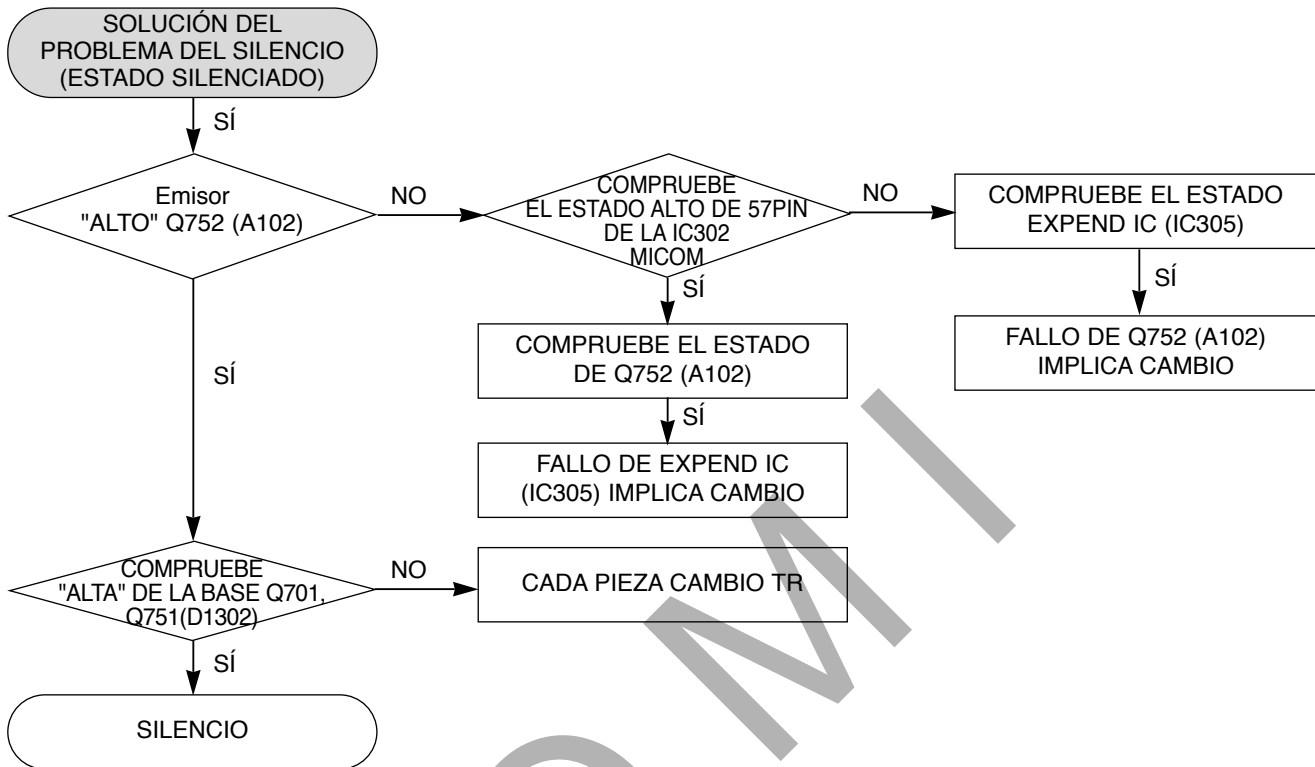 SOLUCIÓN DEL
PROBLEMA DEL SILENCIO
(ESTADO SILENCIADO)
SÍ
Emisor
"ALTO" Q752 (A102)
NO
COMPRUEBE
EL ESTADO ALTO DE 57PIN
DE LA IC302
MICOM
NO
COMPRUEBE EL ESTADO
EXPEND IC (IC305)
SÍ
FALLO DE Q752 (A102)
IMPLICA CAMBIO
SÍ
COMPRUEBE EL ESTADO
DE Q752 (A102)
SÍ
FALLO DE EXPEND IC
(IC305) IMPLICA CAMBIO
SÍ
COMPRUEBE
"ALTA" DE LA BASE Q701,
Q751(D1302)
NO
CADA PIEZA CAMBIO TR
SÍ
SILENCIO